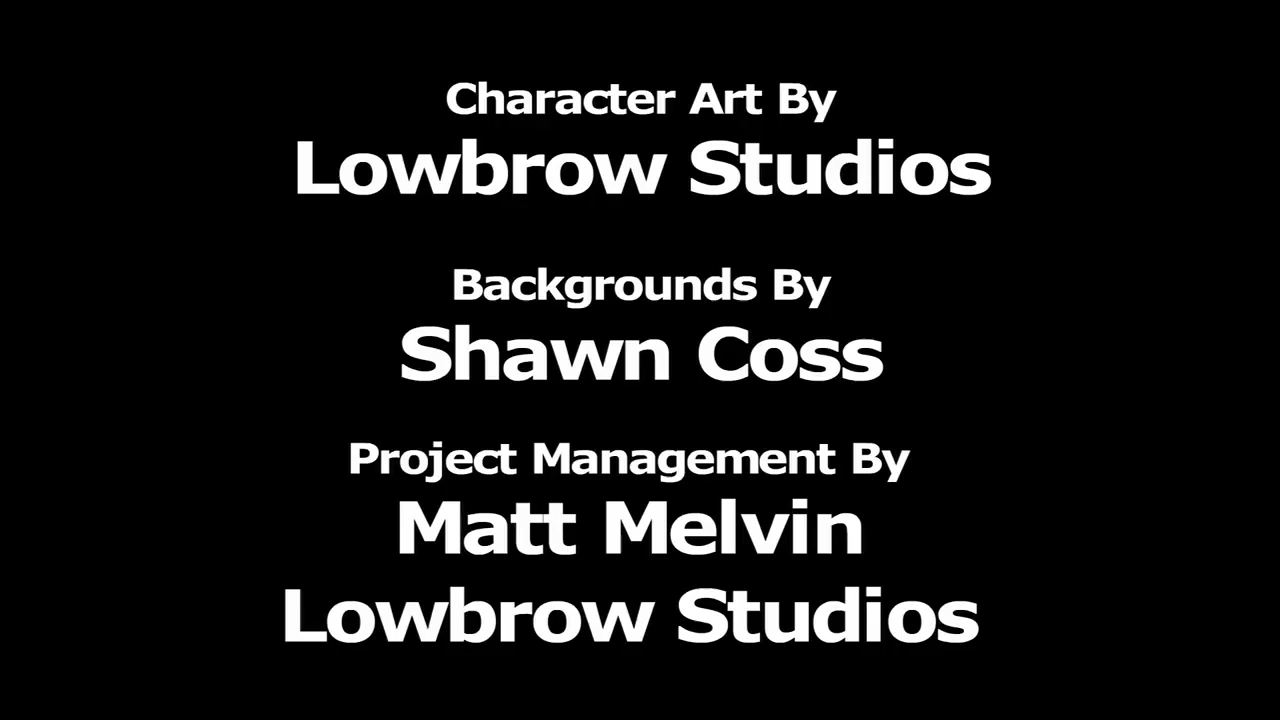 Character Art By
Lowbrow Studios
Backgrounds By
Shawn Coss
Project Management By
Matt Melvin
Lowbrow Studios